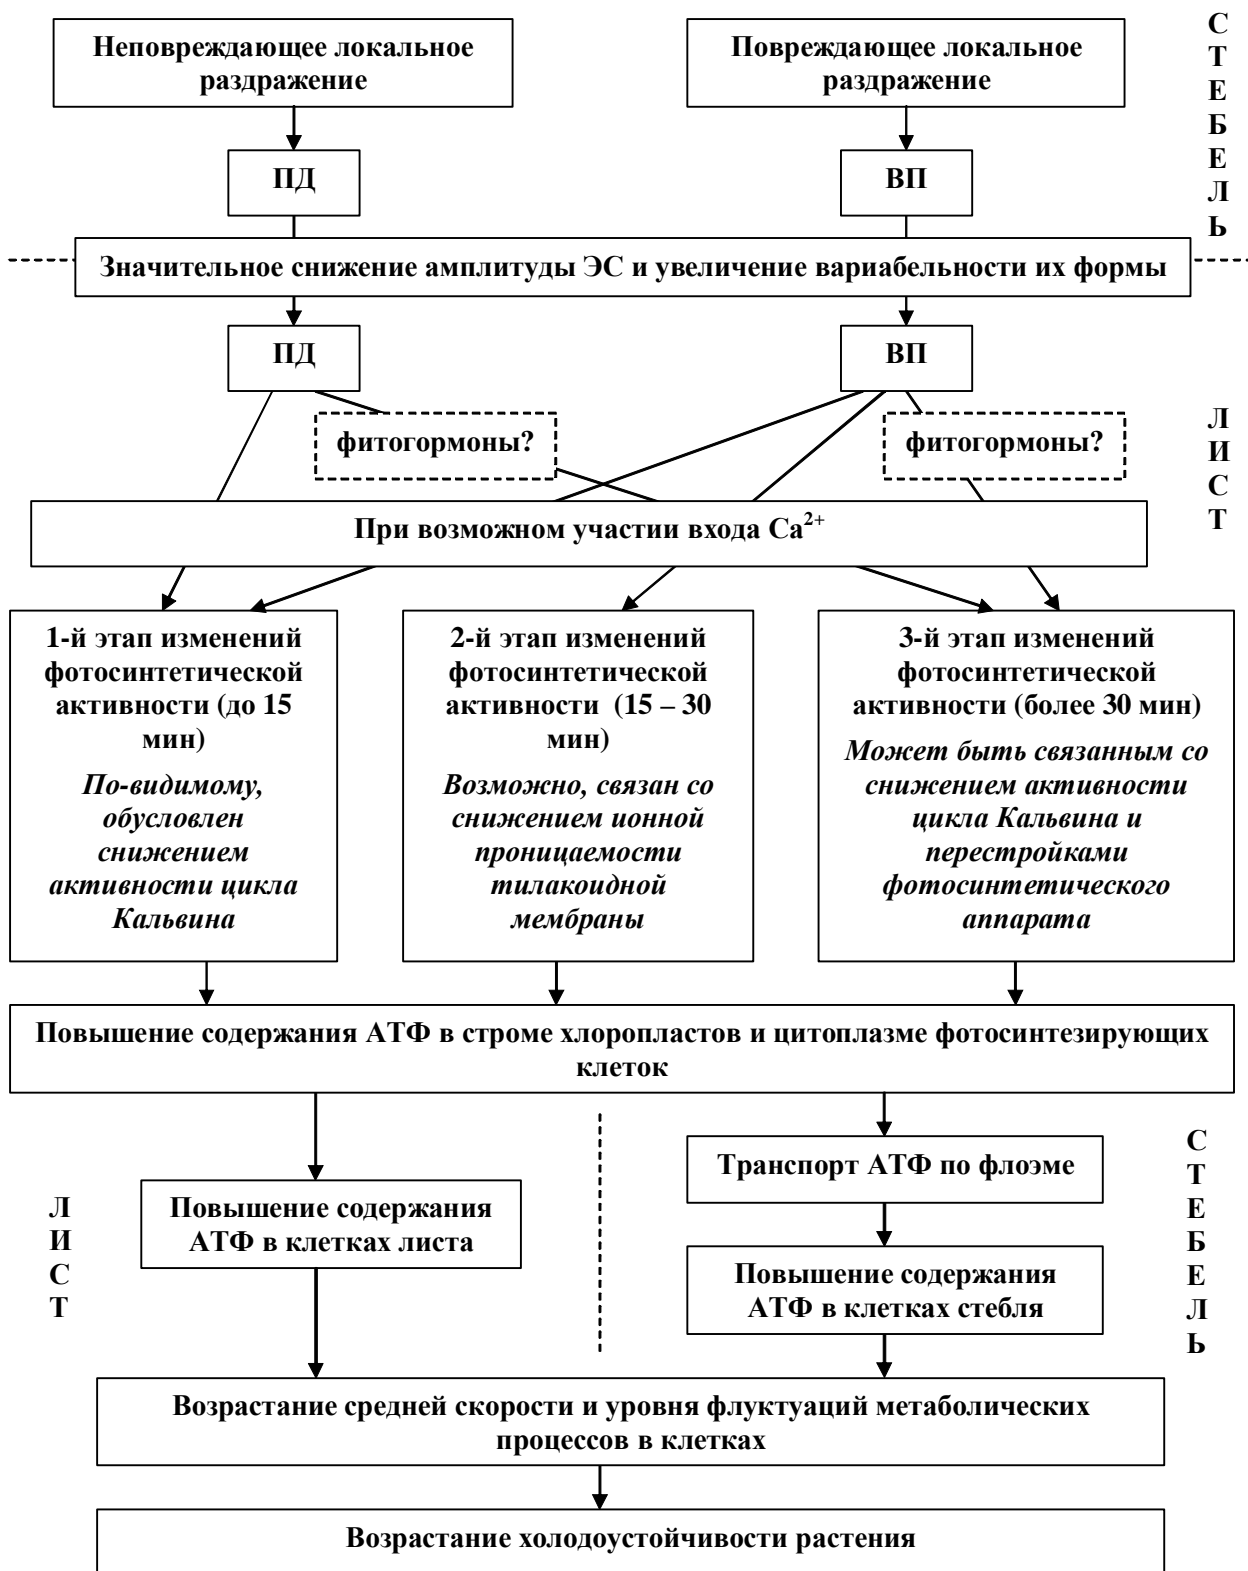 Неповреждающее локальное
раздражение
Повреждающее локальное
раздражение
С
Т
Е
Б
Е
Л
Ь
ПД
ВП
Значительное снижение амплитуды ЭС и увеличение вариабельности их формы
ПД
ВП
фитогормоны?
фитогормоны?
Л
И
С
Т
При возможном участии входа Ca²⁺
1-й этап изменений
фотосинтетической
активности (до 15
мин)
По-видимому,
обусловлен
снижением
активности цикла
Кальвина
2-й этап изменений
фотосинтетической
активности (15 – 30
мин)
Возможно, связан со
снижением ионной
проницаемости
тилакоидной
мембраны
3-й этап изменений
фотосинтетической
активности (более 30 мин)
Может быть связанным со
снижением активности
цикла Кальвина и
перестройками
фотосинтетического
аппарата
Повышение содержания АТФ в строме хлоропластов и цитоплазме фотосинтезирующих
клеток
Л
И
С
Т
Повышение содержания
АТФ в клетках листа
Транспорт АТФ по флоэме
Повышение содержания
АТФ в клетках стебля
С
Т
Е
Б
Е
Л
Ь
Возрастание средней скорости и уровня флуктуаций метаболических
процессов в клетках
Возрастание холодоустойчивости растения